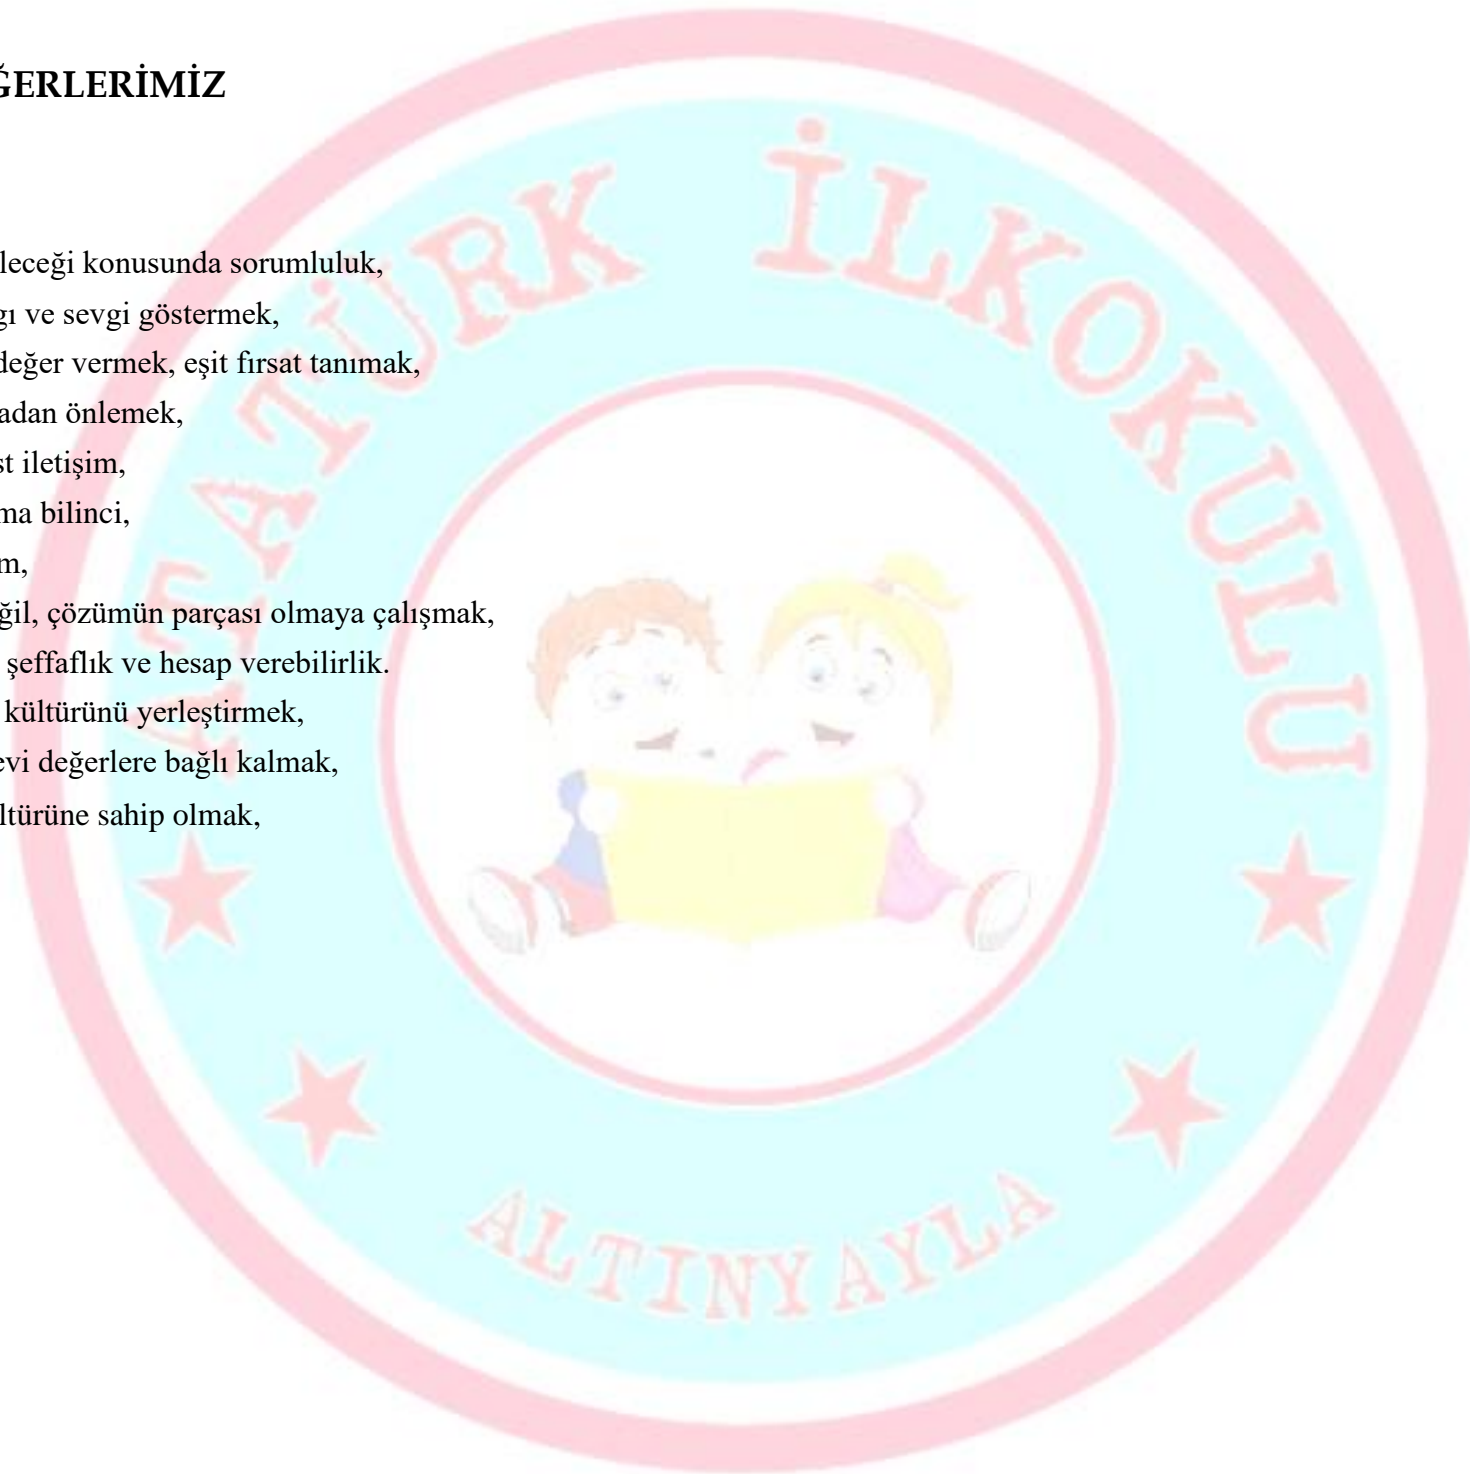 ĞERLERİMİZ
leceği konusunda sorumluluk,
gı ve sevgi göstermek,
değer vermek, eşit fırsat tanımak,
adan önlemek,
st iletişim,
ma bilinci,
m,
ğil, çözümün parçası olmaya çalışmak,
şeffaflık ve hesap verebilirlik.
kültürünü yerleştirmek,
evi değerlere bağlı kalmak,
ltürüne sahip olmak,
ATATÜRK İLKOKULU
ALTINYAYLA